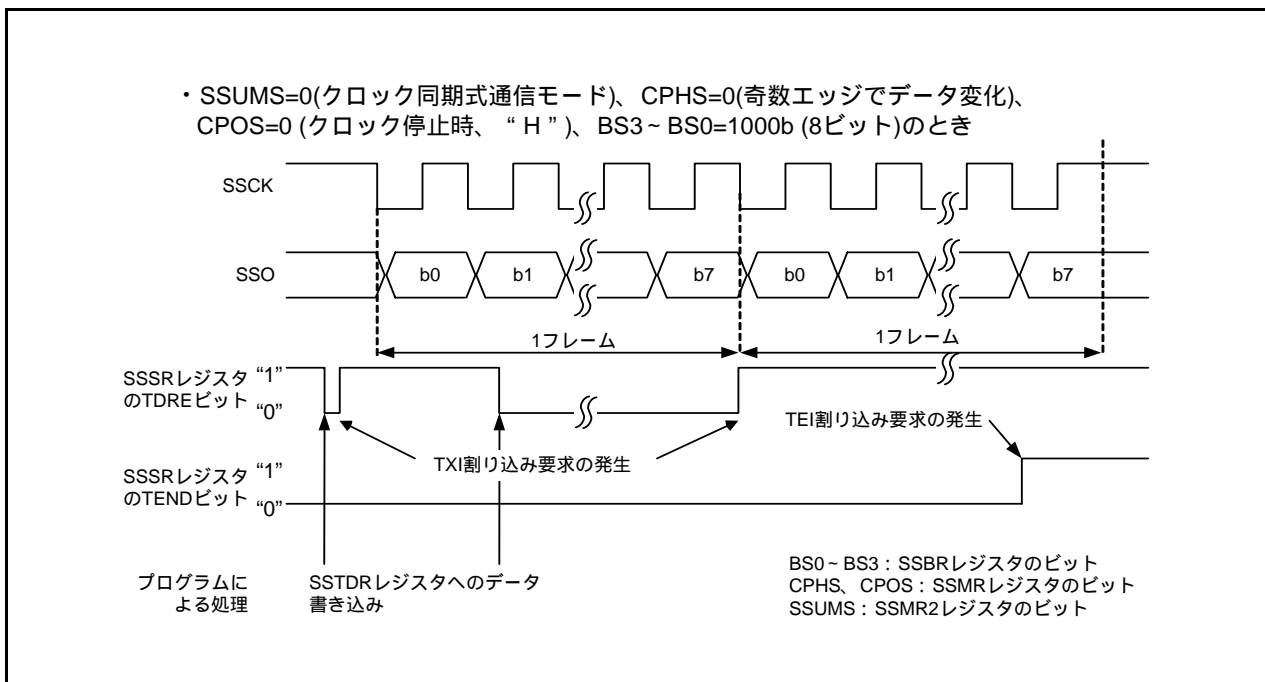 ・SSUMS=0(クロック同期式通信モード)、CPHS=0(奇数エッジでデータ変化)、
CPOS=0 (クロック停止時、 “ H ” )、BS3 ~ BS0=1000b (8ビット)のとき
SSCK
SSO
b0
b1
b7
b0
b1
b7
1フレーム
1フレーム
SSSRレジスタ “1”
のTDREビット “0”
TXI割り込み要求の発生
TEI割り込み要求の発生
SSSRレジスタ “1”
のTENDビット “0”
プログラムに
よる処理
SSTDRレジスタへのデータ
書き込み
BS0 ~ BS3 : SSBRレジスタのビット
CPHS、CPOS : SSMRレジスタのビット
SSUMS : SSMR2レジスタのビット